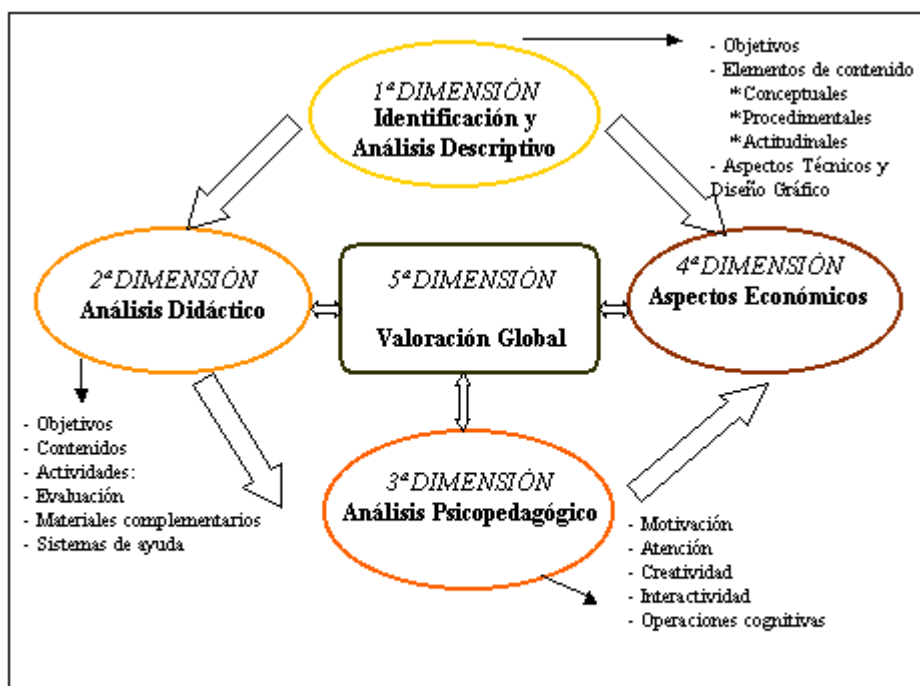 1ª DIMENSIÓN
Identificación y
Análisis Descriptivo
- Objetivos
- Elementos de contenido
*Conceptuales
*Procedimentales
*Actitudinales
- Aspectos Técnicos y
Diseño Gráfico
2ª DIMENSIÓN
Análisis Didáctico
5ª DIMENSIÓN
Valoración Global
4ª DIMENSIÓN
Aspectos Económicos
- Objetivos
- Contenidos
- Actividades:
- Evaluación
- Materiales complementarios
- Sistemas de ayuda
3ª DIMENSIÓN
Análisis Psicopedagógico
- Motivación
- Atención
- Creatividad
- Interactividad
- Operaciones cognitivas